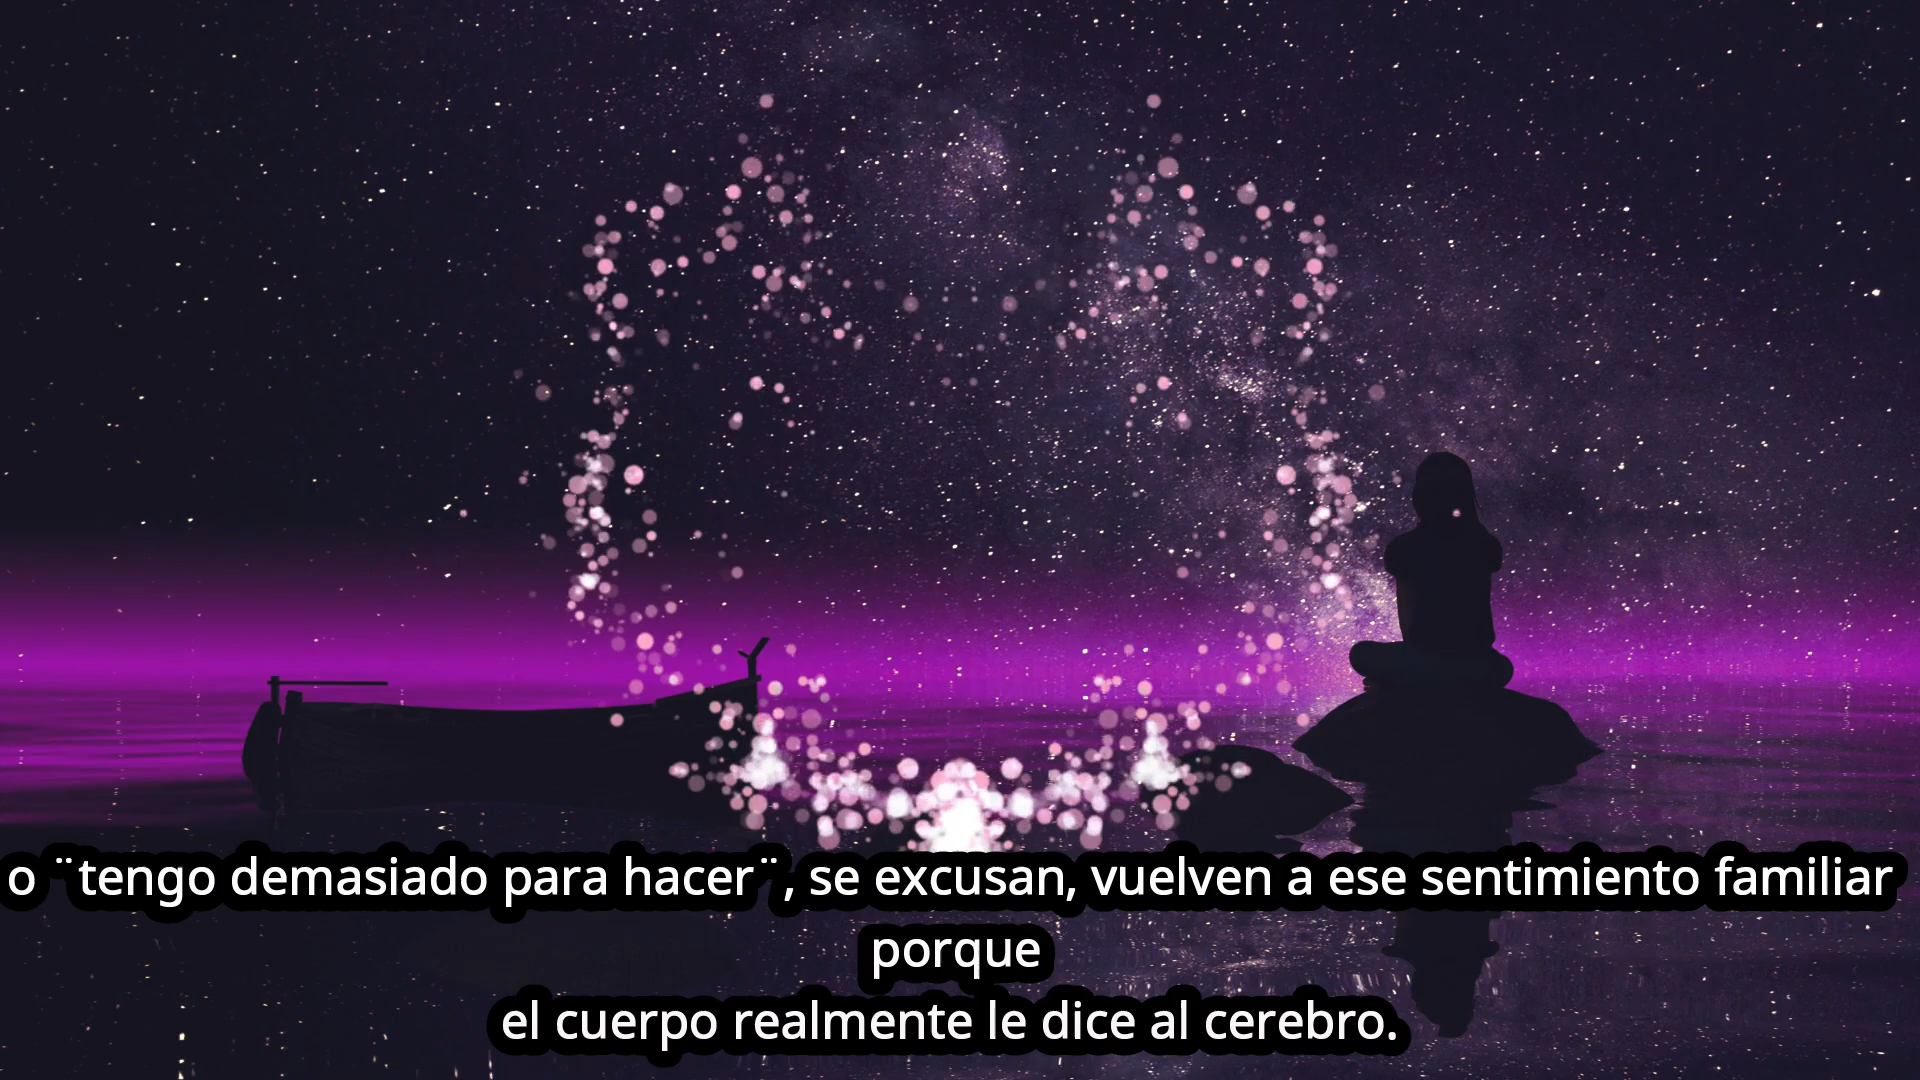 o ¨tengo demasiado para hacer¨, se excusan, vuelven a ese sentimiento familiar
porque
el cuerpo realmente le dice al cerebro.